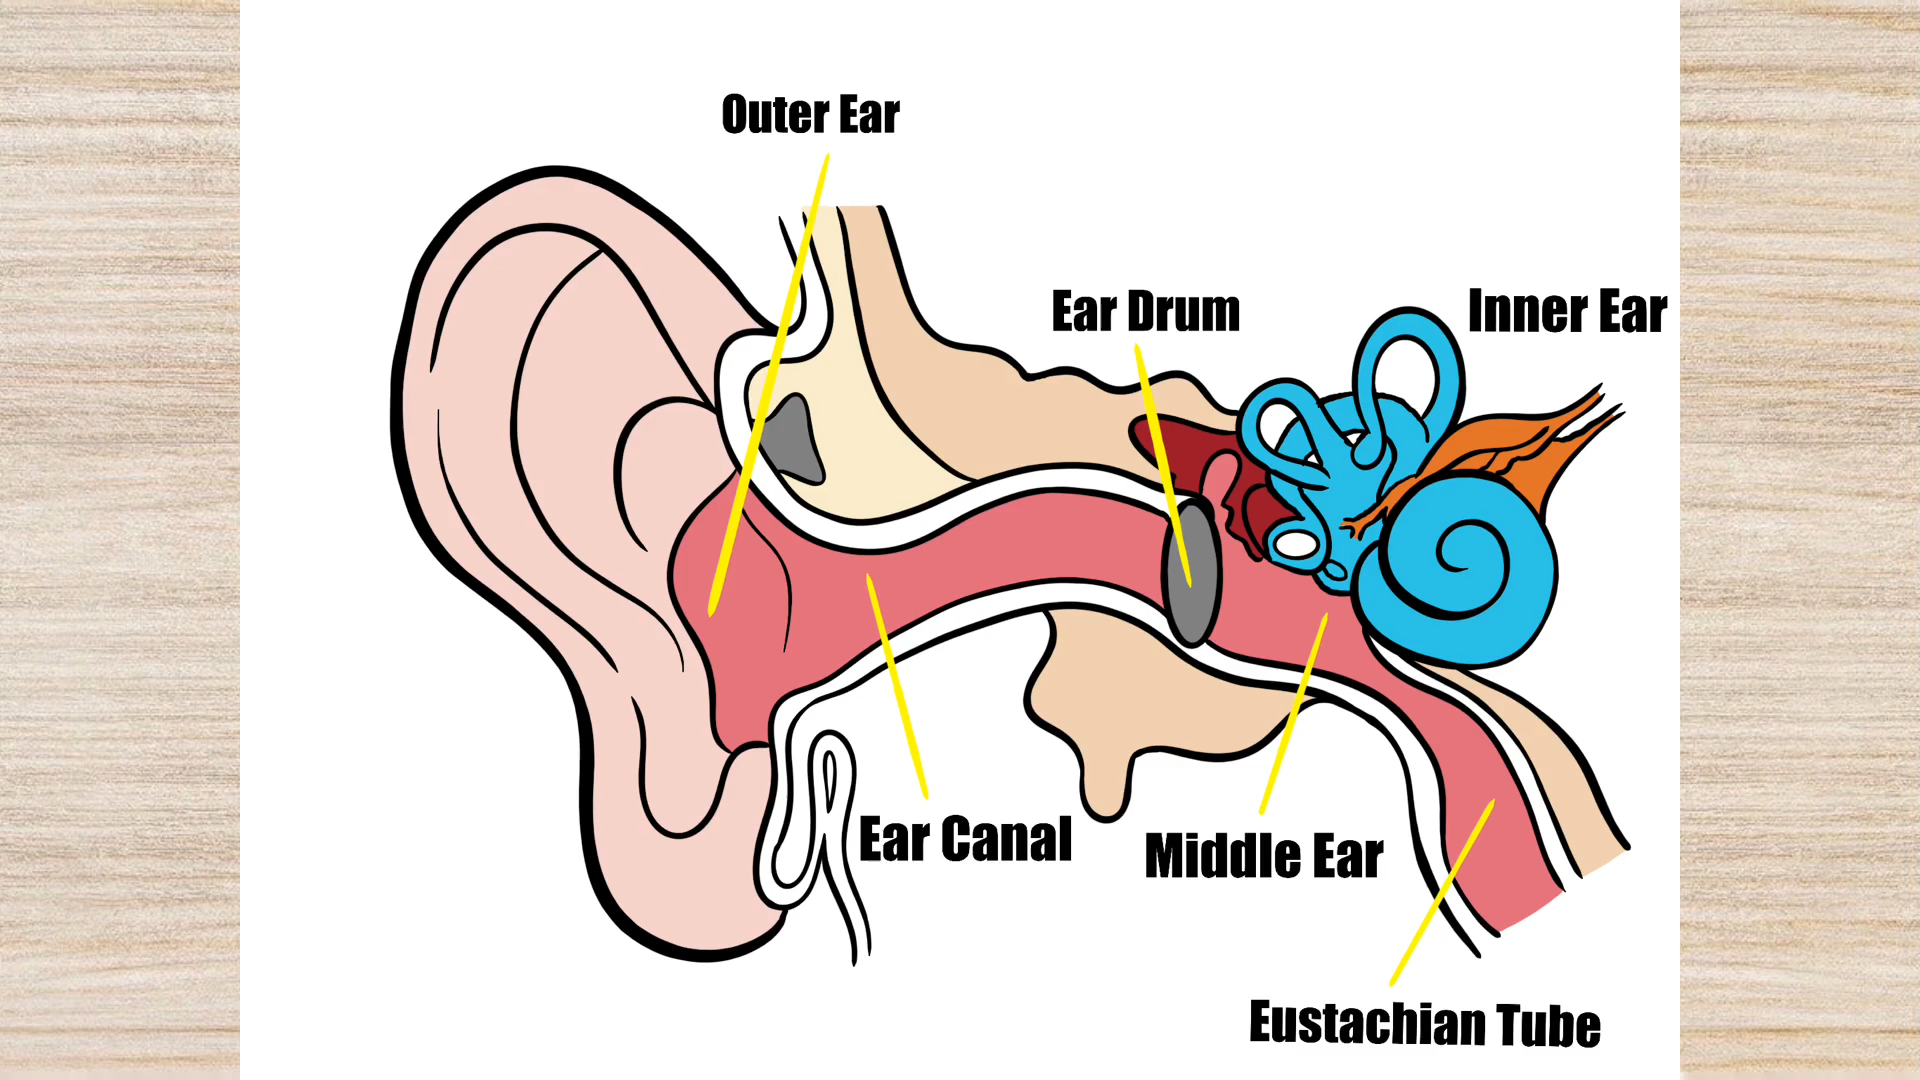 Outer Ear
Ear Drum
Inner Ear
Ear Canal
Middle Ear
Eustachian Tube